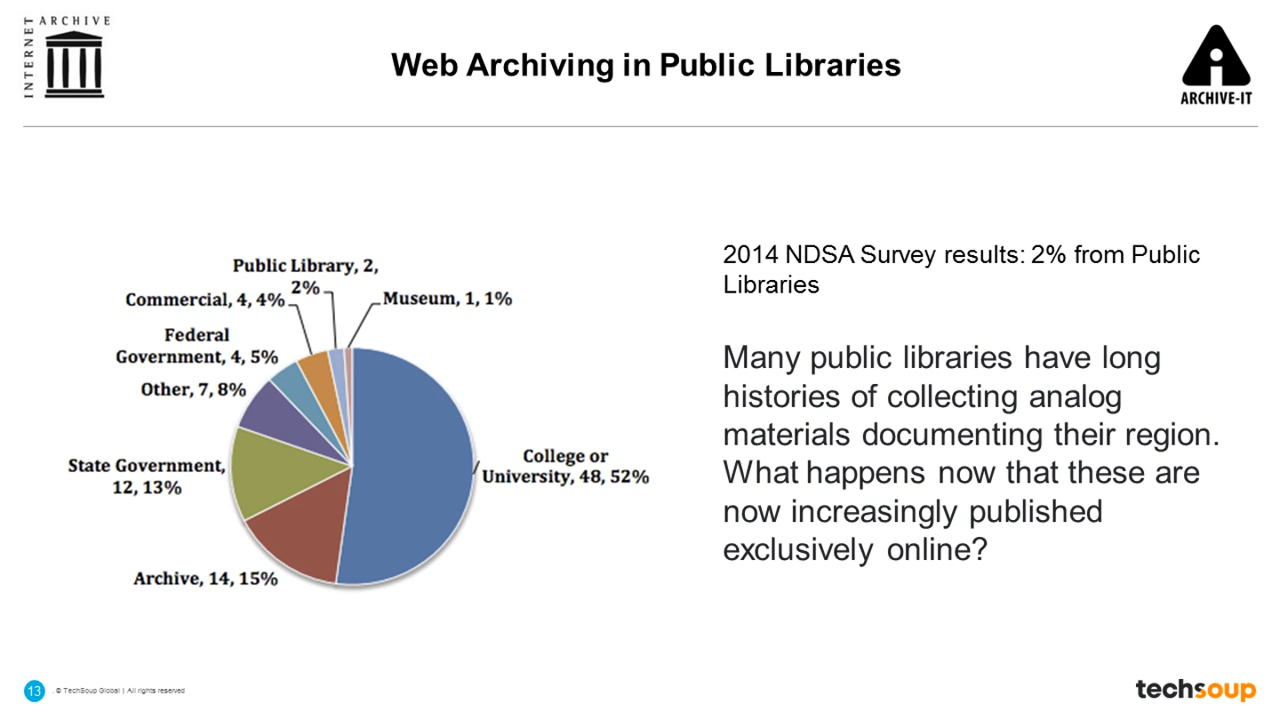 INTERNET ARCHIVE
Web Archiving in Public Libraries
ARCHIVE-IT
Public Library, 2,
2%
Commercial, 4, 4%
Museum, 1, 1%
Federal
Government, 4, 5%
Other, 7, 8%
State Government,
12, 13%
College or
University, 48, 52%
Archive, 14, 15%
2014 NDSA Survey results: 2% from Public
Libraries
Many public libraries have long
histories of collecting analog
materials documenting their region.
What happens now that these are
now increasingly published
exclusively online?
13
. © TechSoup Global | All rights reserved
techsoup